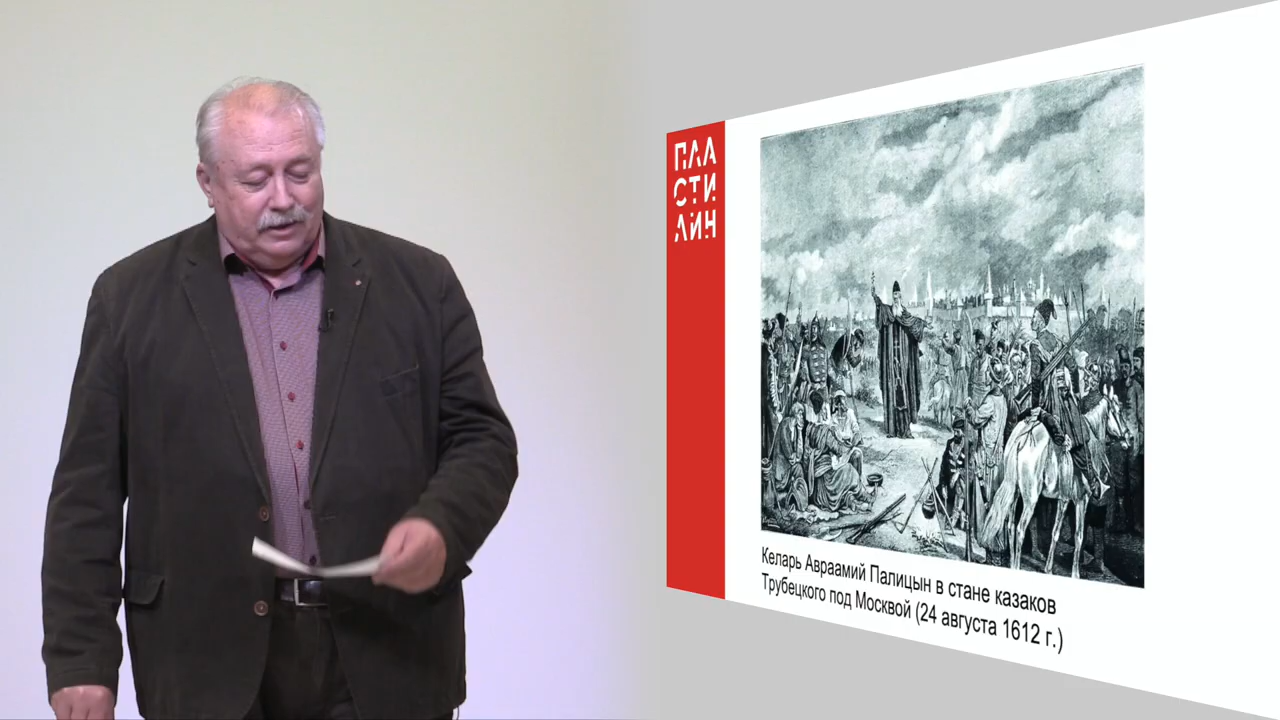 ПЛА
СТИ
ЛИН
Келарь Авраамий Палицын в стане казаков
Трубецкого под Москвой (24 августа 1612 г.)